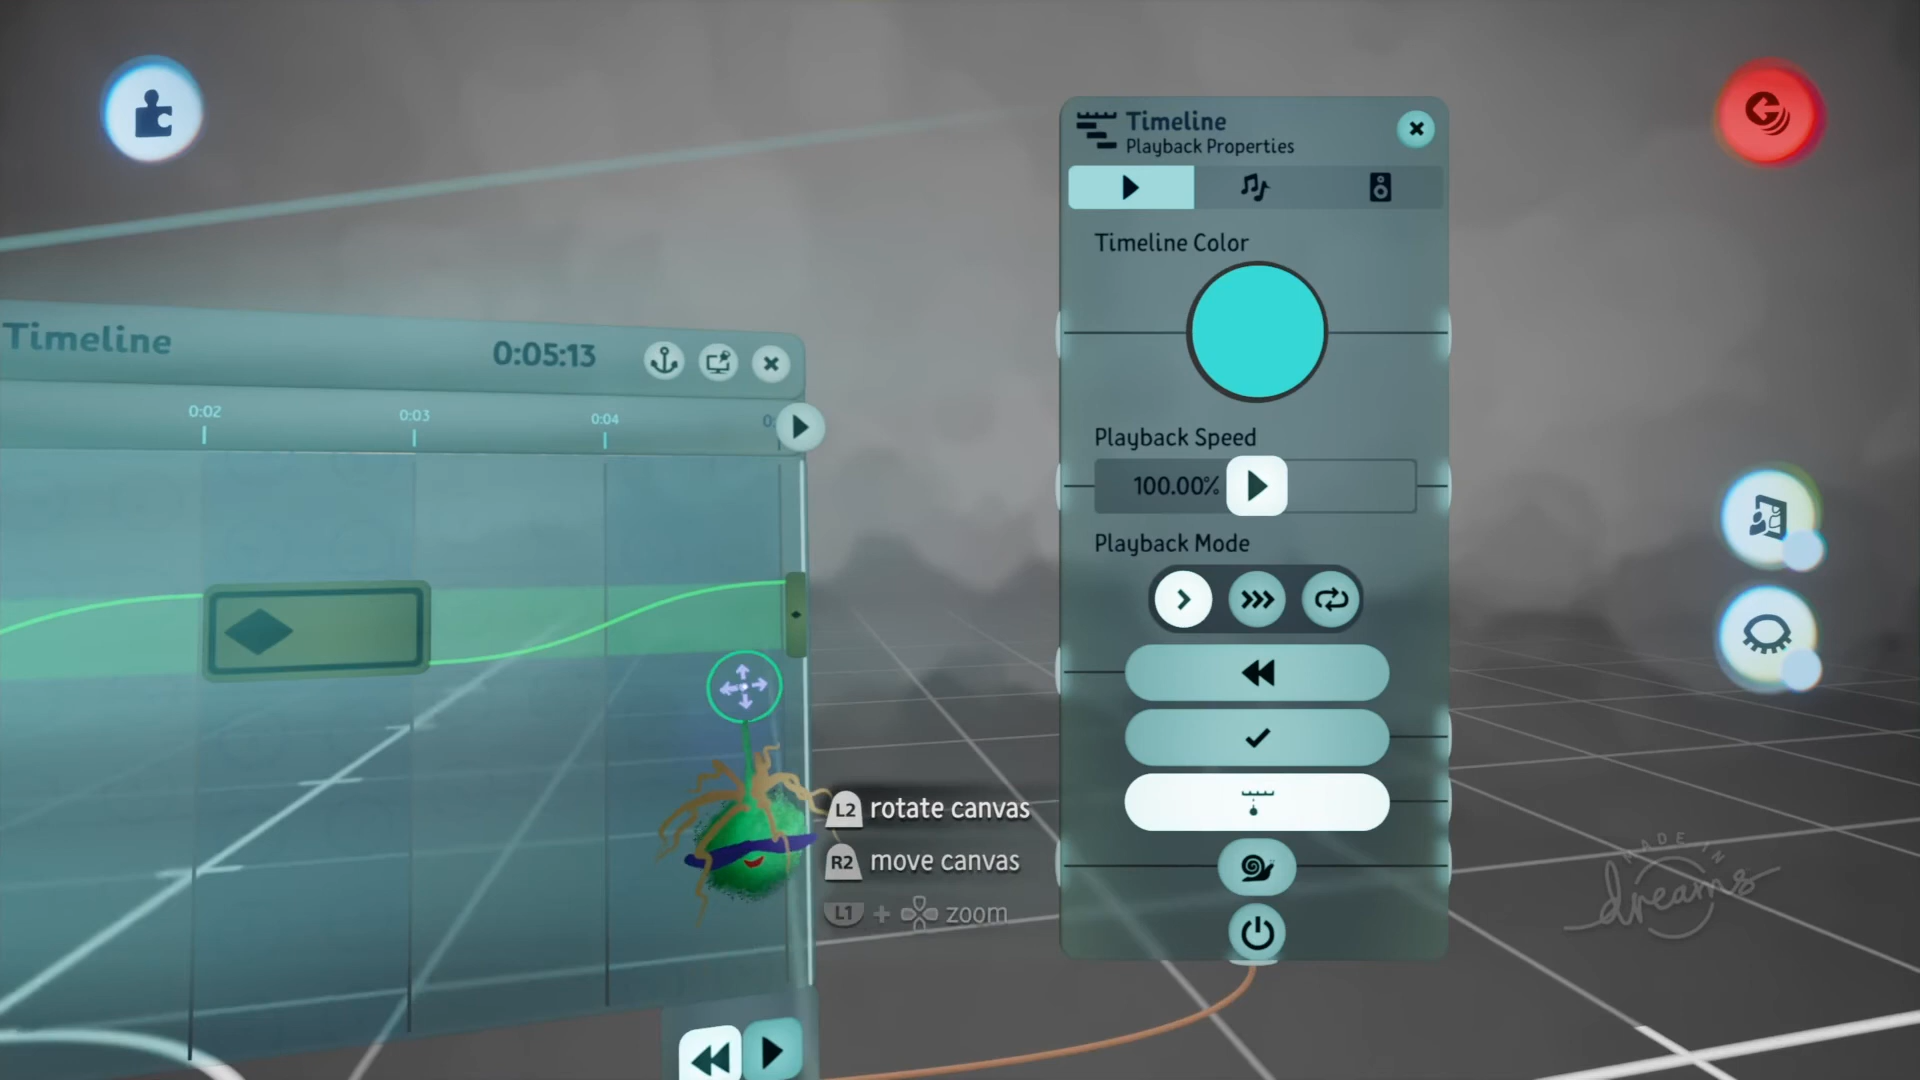 Timeline
Playback Properties
Timeline Color
Timeline
0:05:13
0:02
0:03
0:04
0:
Playback Speed
100.00%
Playback Mode
L2 rotate canvas
R2 move canvas
L1 + zoom
MADE IN
dreams